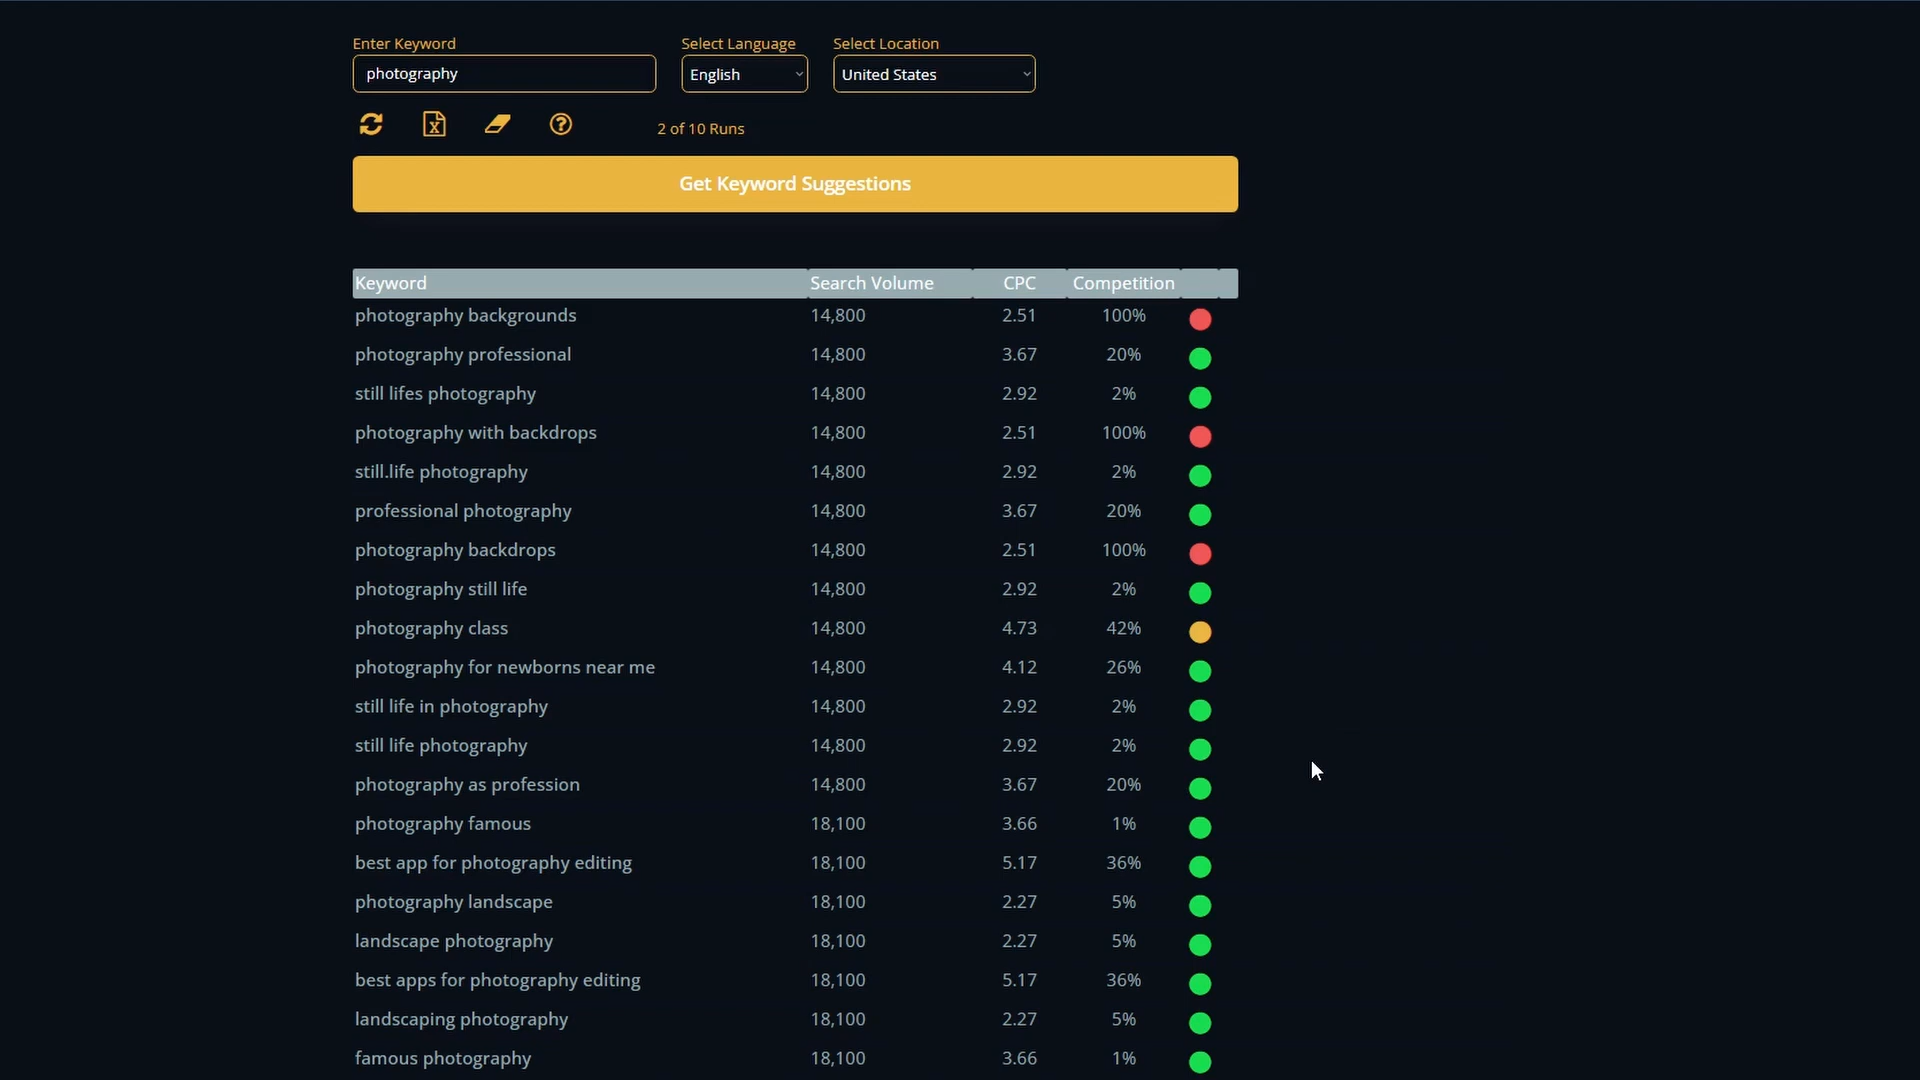 Enter Keyword Select Language Select Location
photography English United States
2 of 10 Runs
Get Keyword Suggestions
Keyword Search Volume CPC Competition
photography backgrounds 14,800 2.51 100%
photography professional 14,800 3.67 20%
still lifes photography 14,800 2.92 2%
photography with backdrops 14,800 2.51 100%
still.life photography 14,800 2.92 2%
professional photography 14,800 3.67 20%
photography backdrops 14,800 2.51 100%
photography still life 14,800 2.92 2%
photography class 14,800 4.73 42%
photography for newborns near me 14,800 4.12 26%
still life in photography 14,800 2.92 2%
still life photography 14,800 2.92 2%
photography as profession 14,800 3.67 20%
photography famous 18,100 3.66 1%
best app for photography editing 18,100 5.17 36%
photography landscape 18,100 2.27 5%
landscape photography 18,100 2.27 5%
best apps for photography editing 18,100 5.17 36%
landscaping photography 18,100 2.27 5%
famous photography 18,100 3.66 1%